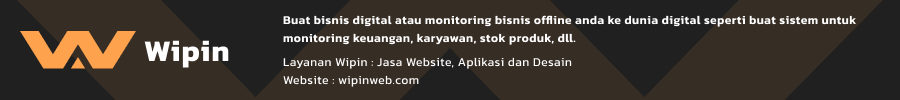 Wipin
Buat bisnis digital atau monitoring bisnis offline anda ke dunia digital seperti buat sistem untuk
monitoring keuangan, karyawan, stok produk, dll.
Layanan Wipin : Jasa Website, Aplikasi dan Desain
Website : wipinweb.com